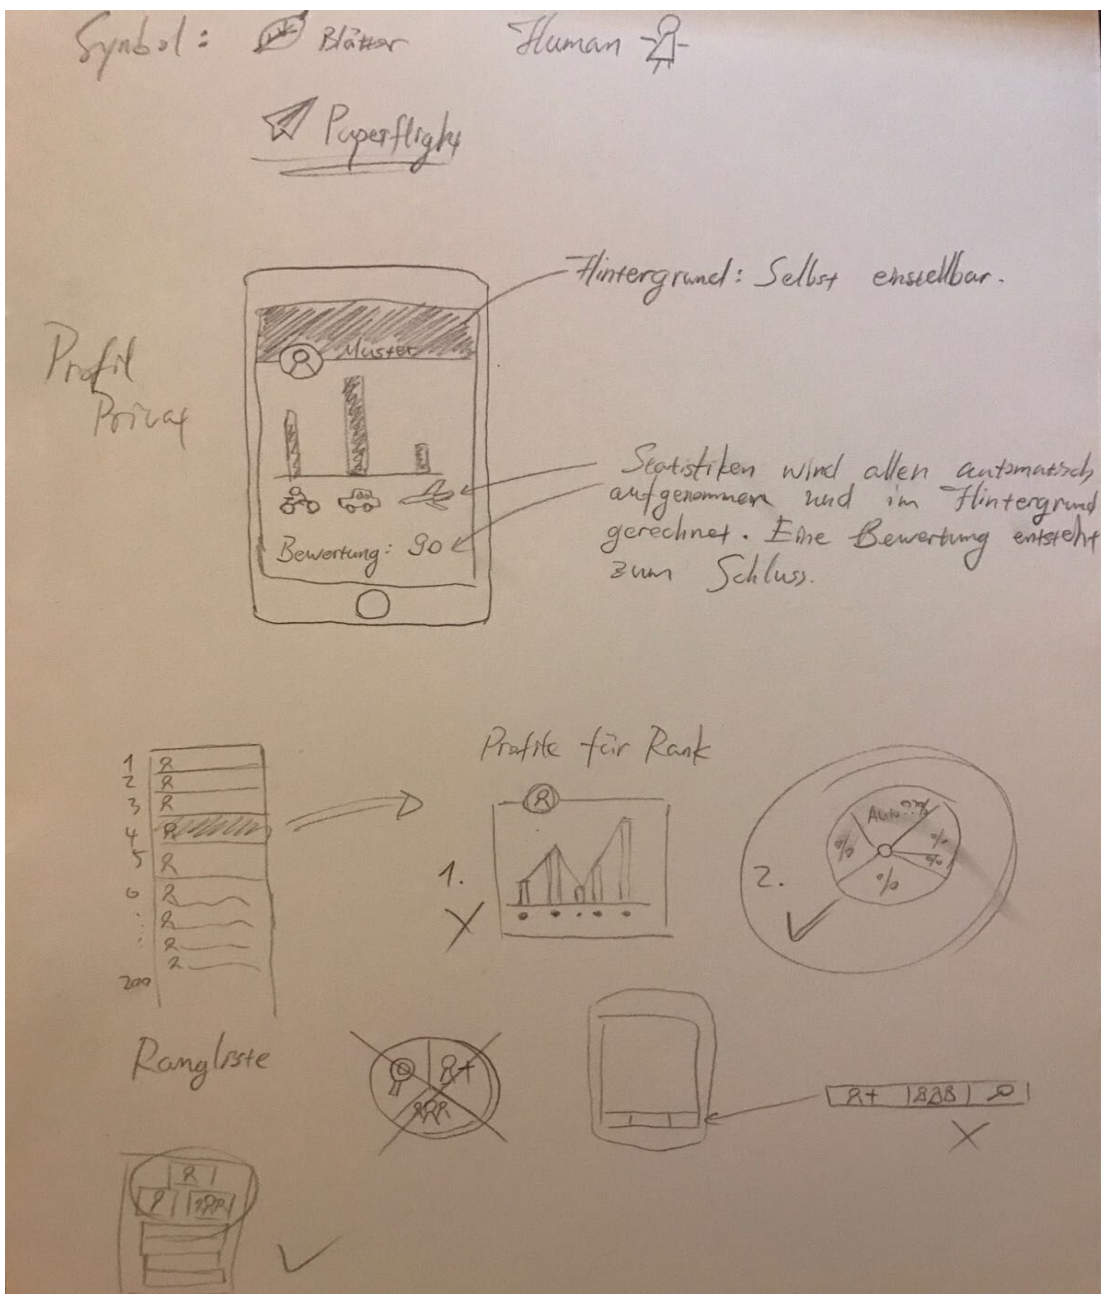 Symbol: Blätter Human
Paperflight
Hintergrund: Selbst einstellbar.
Profil
Privat
Muster
Statistiken wird allen automatisch
aufgenommen und im Hintergrund
gerechnet. Eine Bewertung entsteht
zum Schluss.
Bewertung: 90
Profile für Rank
1
2
3
4
5
6
200
1.
2.
Auto %
%
%
%
%
Rangliste